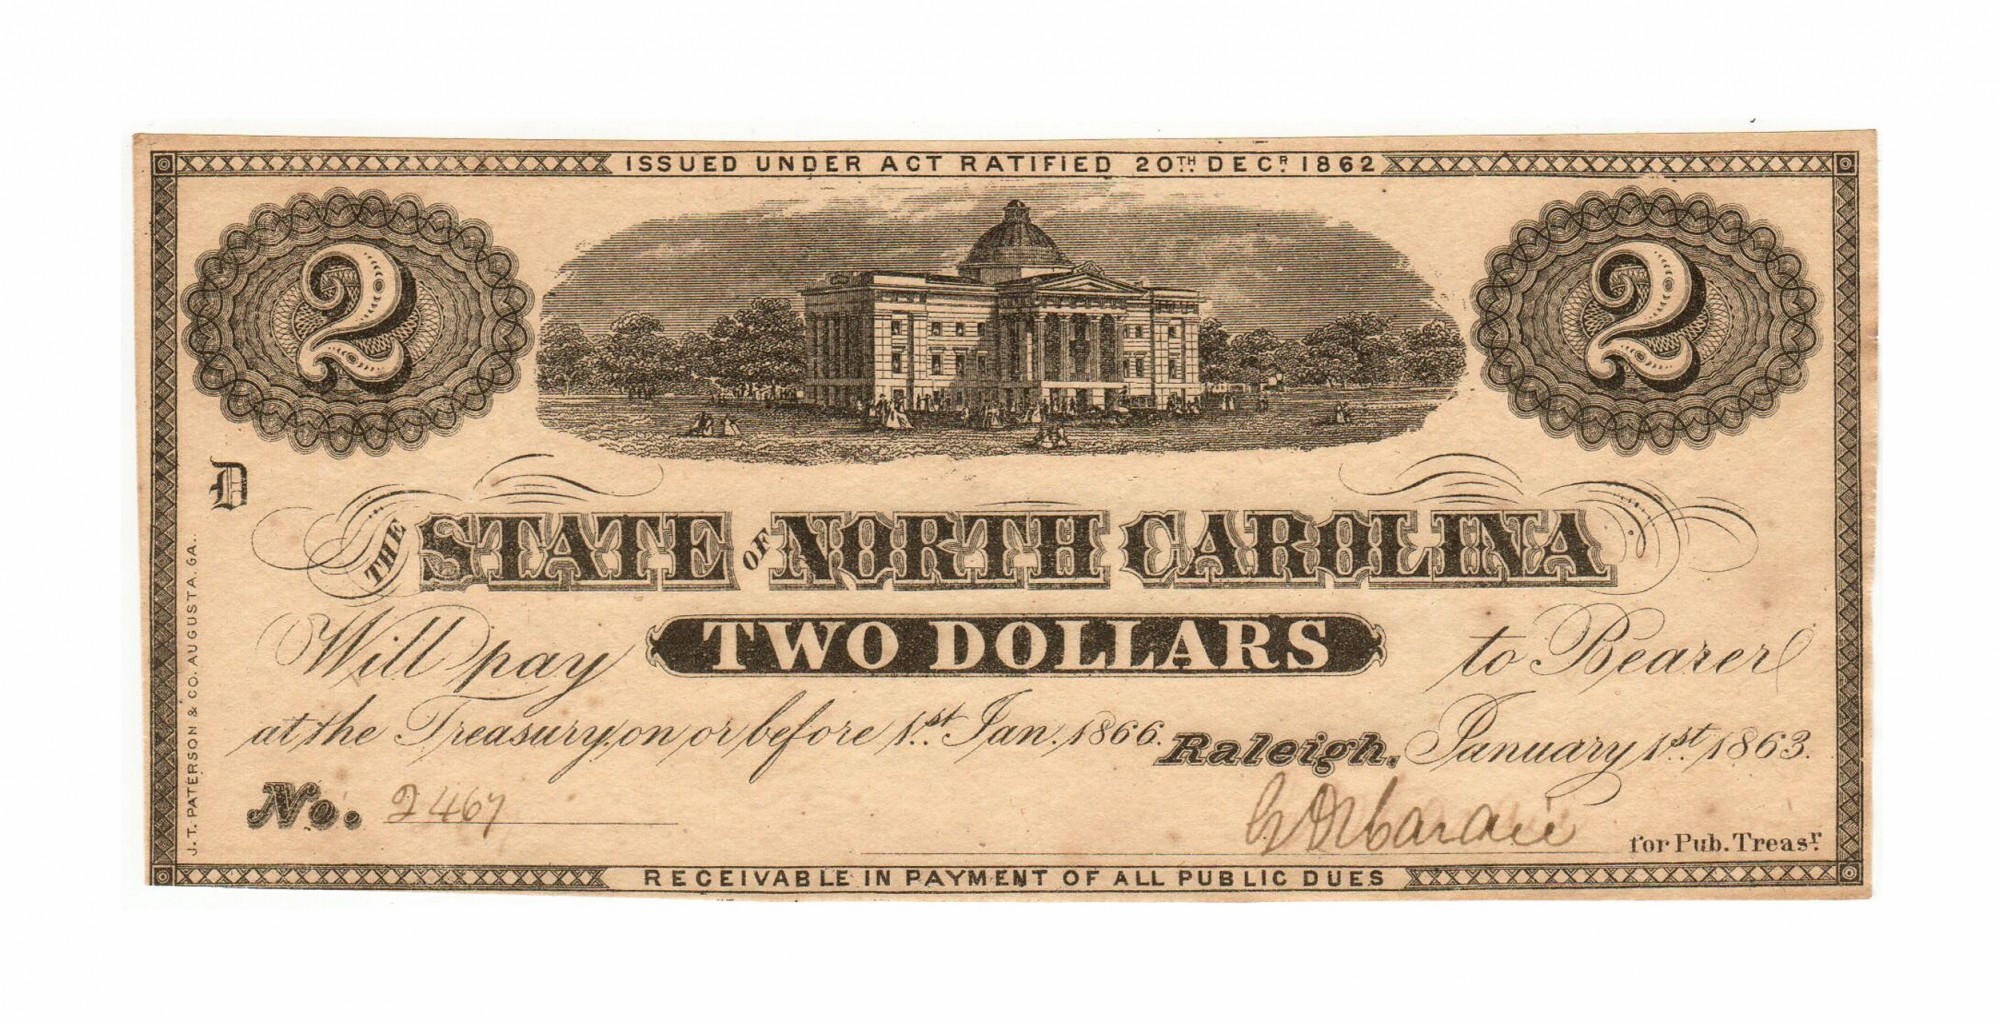 ISSUED UNDER ACT RATIFIED 20TH DECR 1862
2 2
D
THE STATE OF NORTH CAROLINA
Will pay TWO DOLLARS to Bearer
at the Treasury, on or before 1st Jan. 1866. Raleigh, January 1st 1863.
No. 2467
for Pub. Treasr
RECEIVABLE IN PAYMENT OF ALL PUBLIC DUES
J. T. PATERSON & CO. AUGUSTA, GA.